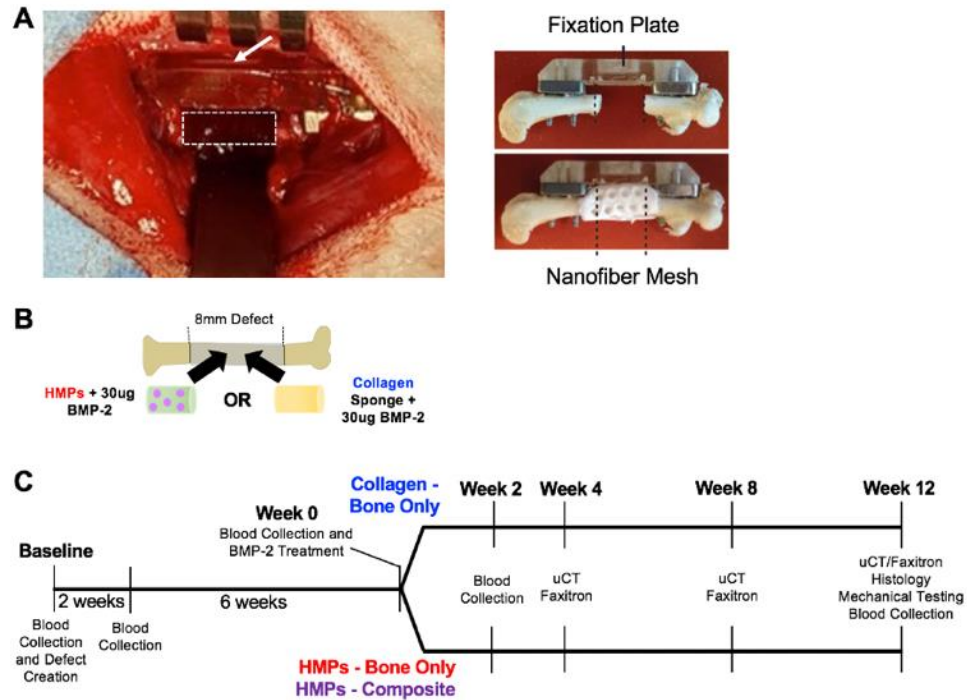 A
Fixation Plate
Nanofiber Mesh
B
8mm Defect
HMPs + 30ug
BMP-2
OR
Collagen
Sponge +
30ug BMP-2
C
Collagen -
Bone Only
Week 2
Week 4
Week 8
Week 12
Week 0
Blood Collection and
BMP-2 Treatment
Baseline
2 weeks
6 weeks
Blood
Collection
and Defect
Creation
Blood
Collection
Blood
Collection
uCT
Faxitron
uCT
Faxitron
uCT/Faxitron
Histology
Mechanical Testing
Blood Collection
HMPs - Bone Only
HMPs - Composite